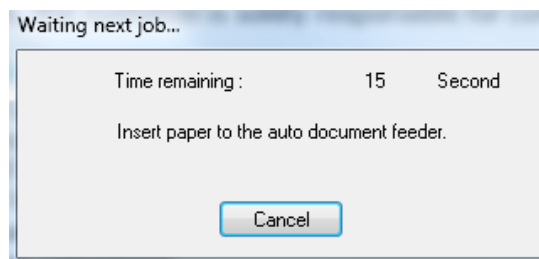 Waiting next job...
Time remaining : 15 Second
Insert paper to the auto document feeder.
Cancel